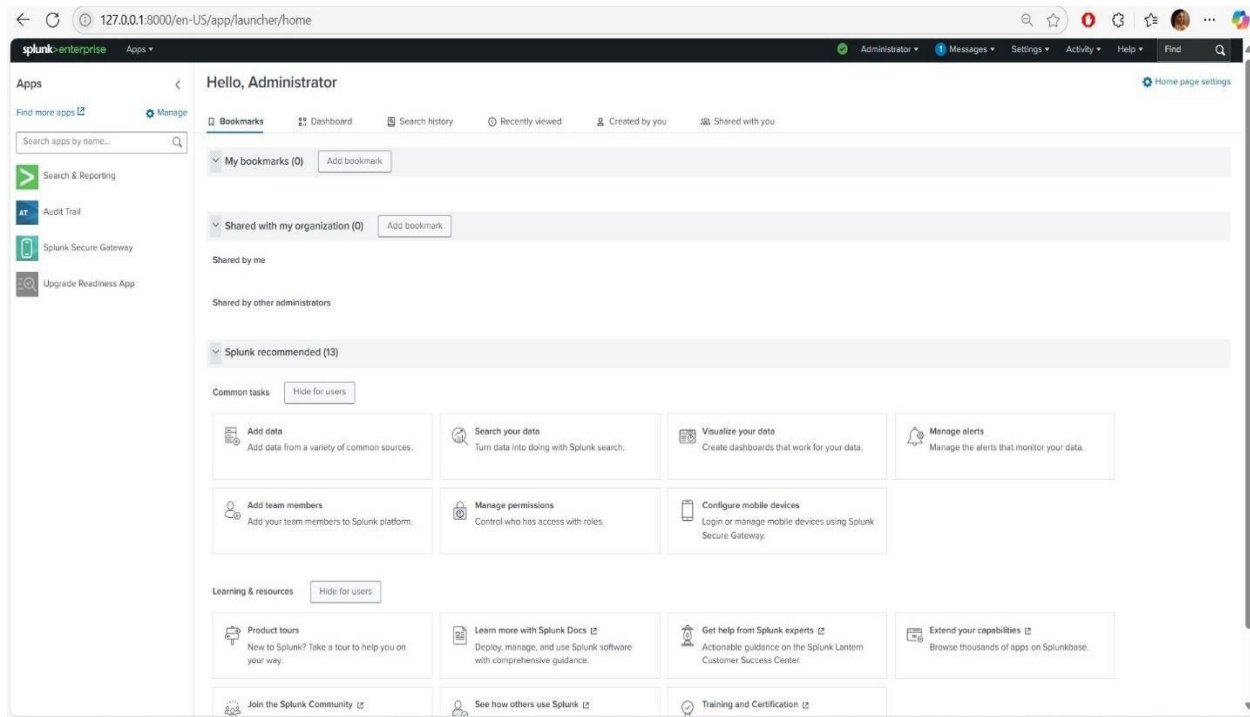 127.0.0.1:8000/en-US/app/launcher/home
splunk>enterprise Apps Administrator 1 Messages Settings Activity Help Find
Apps
Find more apps Manage
Search apps by name...
Search & Reporting
AT Audit Trail
Splunk Secure Gateway
Upgrade Readiness App
Hello, Administrator
Home page settings
Bookmarks Dashboard Search history Recently viewed Created by you Shared with you
My bookmarks (0) Add bookmark
Shared with my organization (0) Add bookmark
Shared by me
Shared by other administrators
Splunk recommended (13)
Common tasks Hide for users
Add data
Add data from a variety of common sources.
Search your data
Turn data into doing with Splunk search.
Visualize your data
Create dashboards that work for your data.
Manage alerts
Manage the alerts that monitor your data.
Add team members
Add your team members to Splunk platform.
Manage permissions
Control who has access with roles.
Configure mobile devices
Login or manage mobile devices using Splunk
Secure Gateway.
Learning & resources Hide for users
Product tours
New to Splunk? Take a tour to help you on
your way.
Learn more with Splunk Docs
Deploy, manage, and use Splunk software
with comprehensive guidance.
Get help from Splunk experts
Actionable guidance on the Splunk Lantern
Customer Success Center.
Extend your capabilities
Browse thousands of apps on Splunkbase.
Join the Splunk Community
See how others use Splunk
Training and Certification